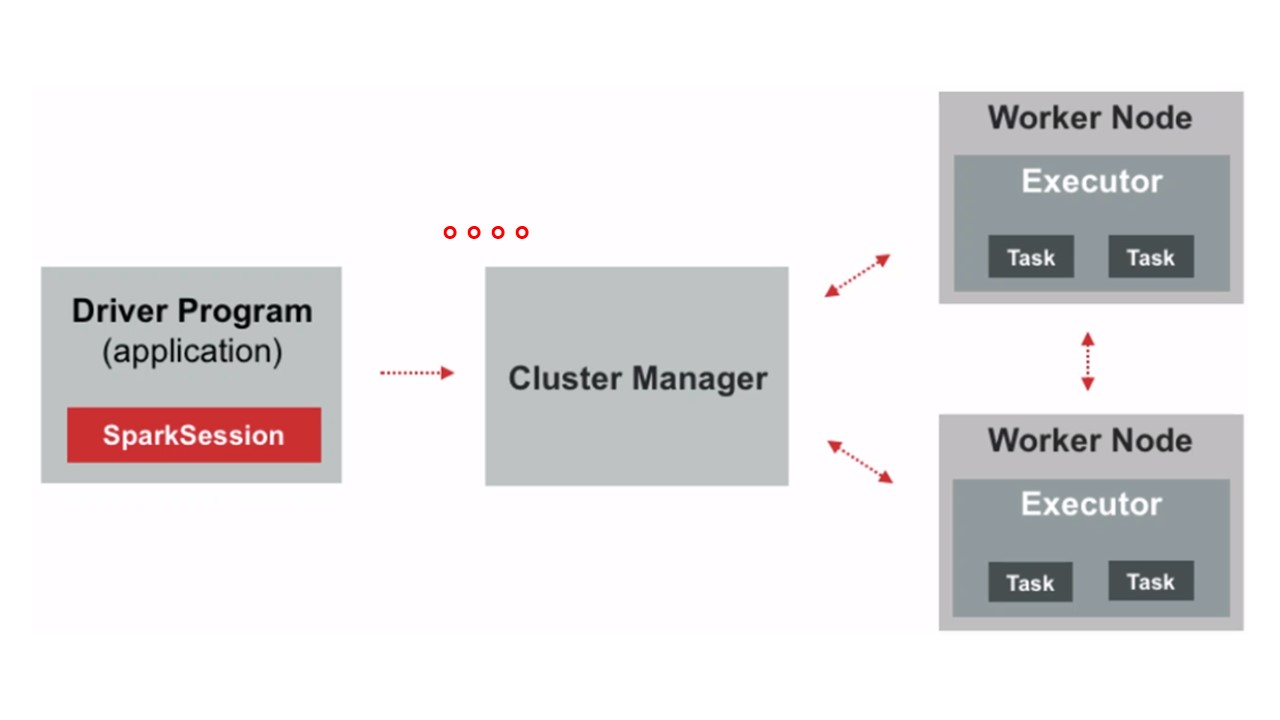 Driver Program
(application)
SparkSession
Cluster Manager
Worker Node
Executor
Task Task
Worker Node
Executor
Task Task